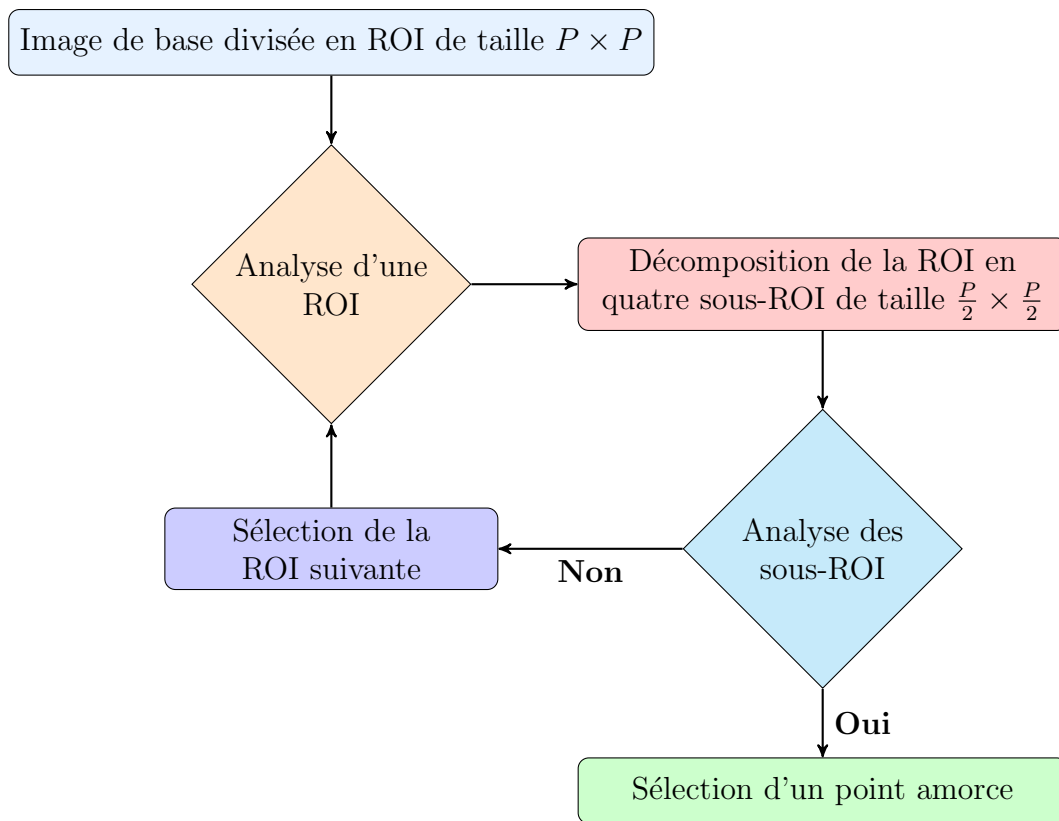 Image de base divisée en ROI de taille P × P
Analyse d'une
ROI
Décomposition de la ROI en
quatre sous-ROI de taille P/2 × P/2
Sélection de la
ROI suivante
Non
Analyse des
sous-ROI
Oui
Sélection d'un point amorce